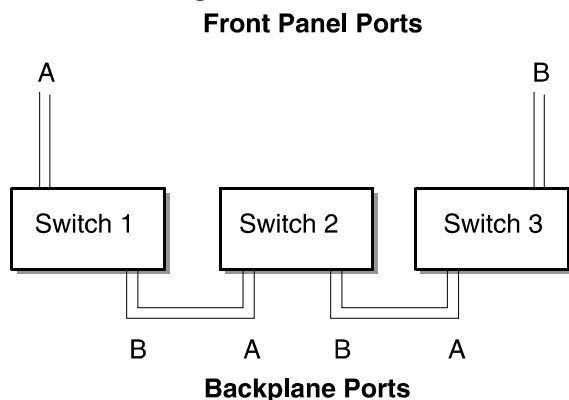 Front Panel Ports
A B
Switch 1 Switch 2 Switch 3
B A B A
Backplane Ports